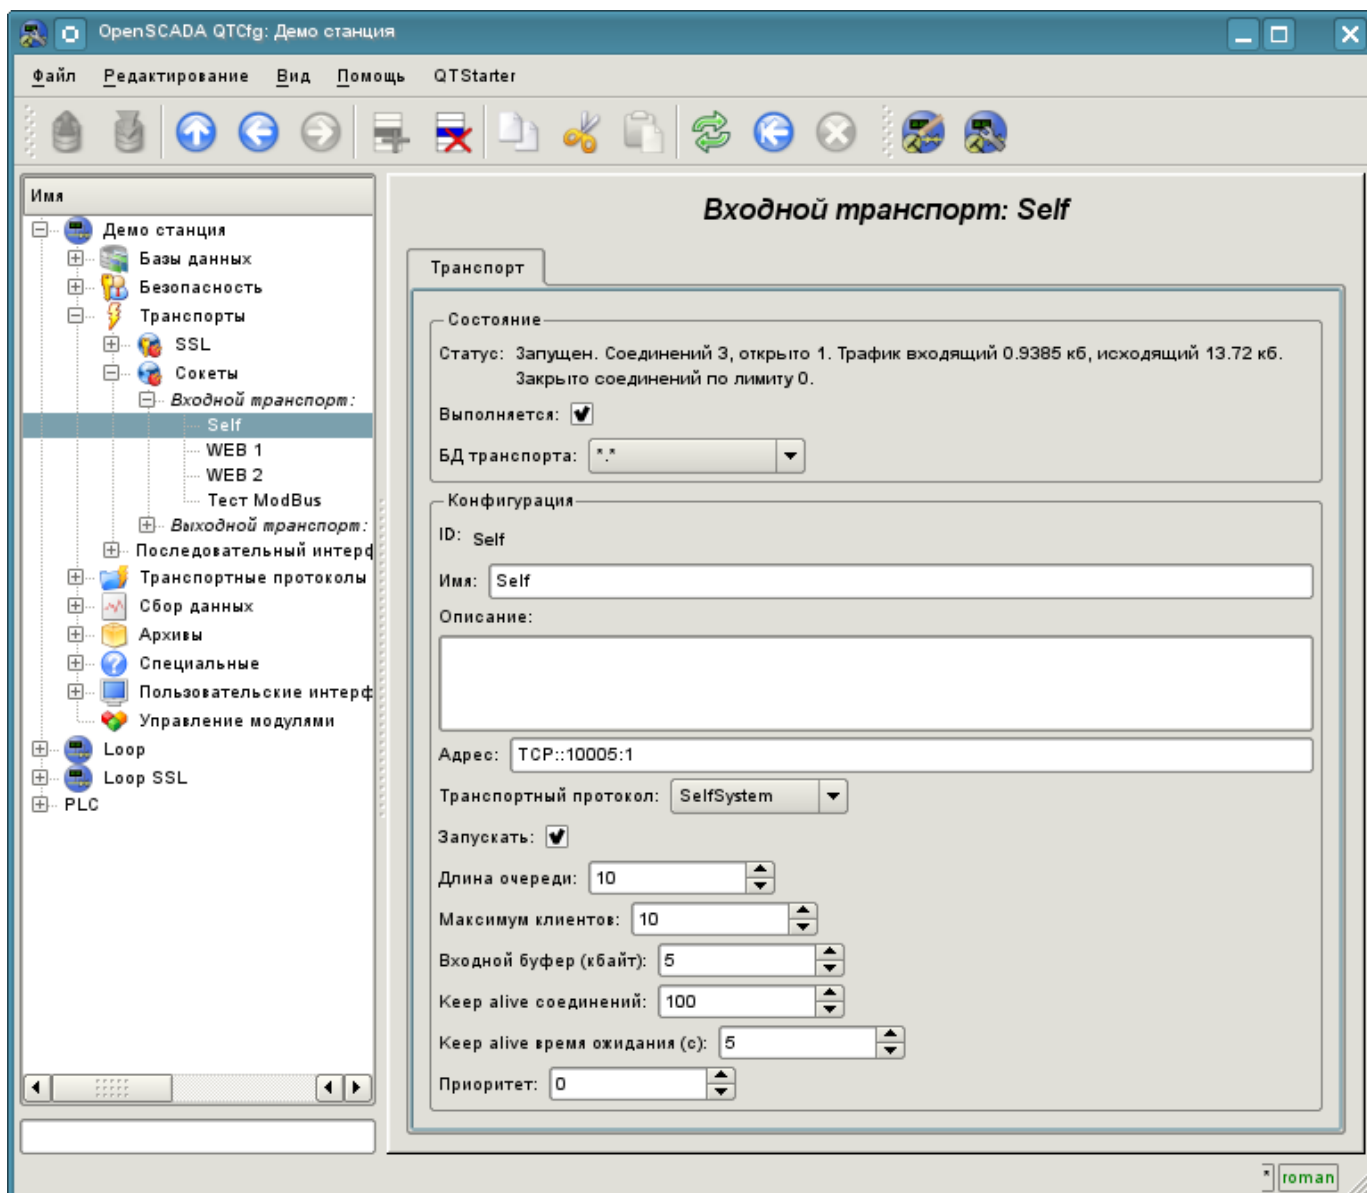 OpenSCADA QTCfg: Демо станция
Файл Редактирование Вид Помощь QTStarter
Имя
Демо станция
Базы данных
Безопасность
Транспорты
SSL
Сокеты
Входной транспорт:
Self
WEB 1
WEB 2
Тест ModBus
Выходной транспорт:
Последовательный интерф
Транспортные протоколы
Сбор данных
Архивы
Специальные
Пользовательские интерф
Управление модулями
Loop
Loop SSL
PLC
Входной транспорт: Self
Транспорт
Состояние
Статус: Запущен. Соединений 3, открыто 1. Трафик входящий 0.9385 кб, исходящий 13.72 кб.
Закрыто соединений по лимиту 0.
Выполняется:
БД транспорта: *.*
Конфигурация
ID: Self
Имя: Self
Описание:
Адрес: TCP::10005:1
Транспортный протокол: SelfSystem
Запускать:
Длина очереди: 10
Максимум клиентов: 10
Входной буфер (кбайт): 5
Keep alive соединений: 100
Keep alive время ожидания (с): 5
Приоритет: 0
* roman